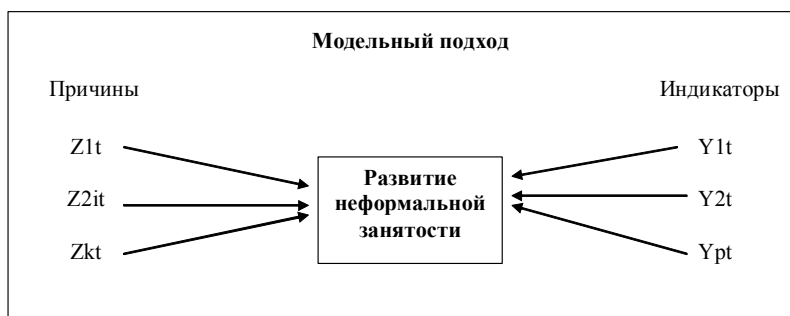 Модельный подход
Причины
Индикаторы
Z1t
Y1t
Z2it
Развитие
неформальной
занятости
Y2t
Zkt
Ypt